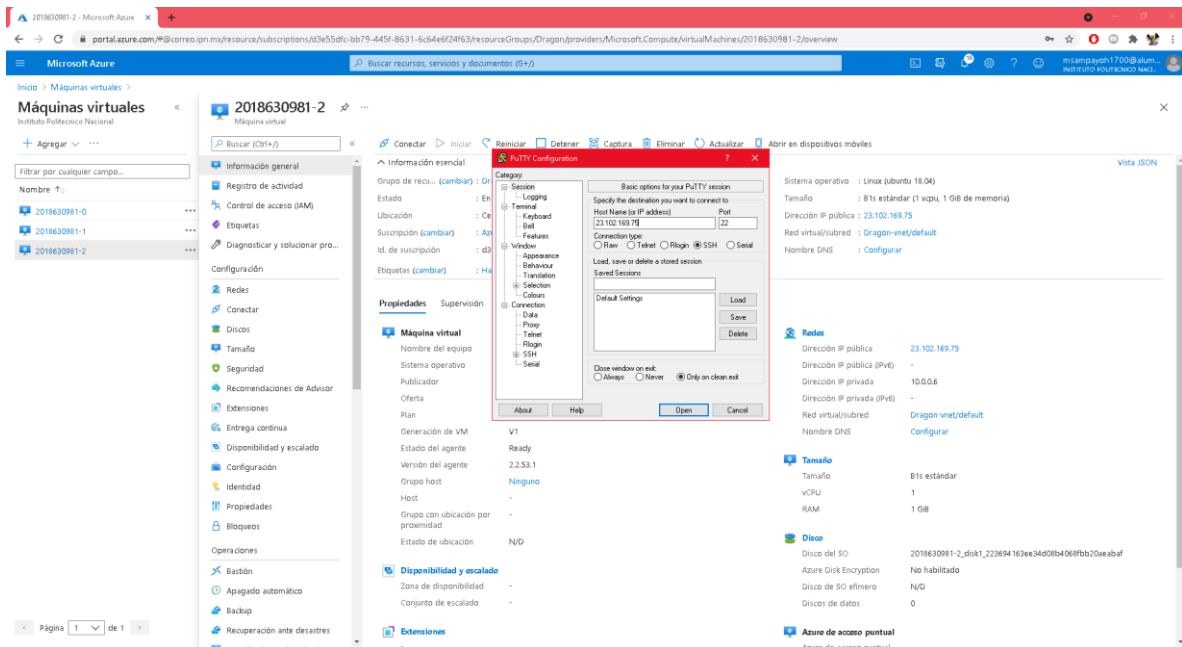 2018630981-2 - Microsoft Azure
portal.azure.com/#@correo.ipn.mx/resource/subscriptions/d3e55dfc-bb79-445f-8631-6c64e6f24f63/resourceGroups/Dragon/providers/Microsoft.Compute/virtualMachines/2018630981-2/overview
Microsoft Azure
Buscar recursos, servicios y documentos (G+/)
msampayoh1700@alum...
INSTITUTO POLITECNICO NACI...
Inicio > Máquinas virtuales >
Máquinas virtuales
Instituto Politecnico Nacional
+ Agregar
Filtrar por cualquier campo...
Nombre ↑↓
2018630981-0
2018630981-1
2018630981-2
Página 1 de 1
2018630981-2
Máquina virtual
Buscar (Ctrl+/)
Información general
Registro de actividad
Control de acceso (IAM)
Etiquetas
Diagnosticar y solucionar pro...
Configuración
Redes
Conectar
Discos
Tamaño
Seguridad
Recomendaciones de Advisor
Extensiones
Entrega continua
Disponibilidad y escalado
Configuración
Identidad
Propiedades
Bloqueos
Operaciones
Bastión
Apagado automático
Backup
Recuperación ante desastres
Conectar Iniciar Reiniciar Detener Captura Eliminar Actualizar Abrir en dispositivos móviles
Información esencial
Vista JSON
Grupo de recu... (cambiar) : Dr
Estado : En
Ubicación : Ce
Suscripción (cambiar) : Az
Id. de suscripción : d3
Etiquetas (cambiar) : Ha
Sistema operativo : Linux (ubuntu 18.04)
Tamaño : B1s estándar (1 vcpu, 1 GiB de memoria)
Dirección IP pública : 23.102.169.75
Red virtual/subred : Dragon-vnet/default
Nombre DNS : Configurar
PuTTY Configuration
? ×
Category:
Session
Logging
Terminal
Keyboard
Bell
Features
Window
Appearance
Behaviour
Translation
Selection
Colours
Connection
Data
Proxy
Telnet
Rlogin
SSH
Serial
Basic options for your PuTTY session
Specify the destination you want to connect to
Host Name (or IP address) Port
23.102.169.75 22
Connection type:
Raw Telnet Rlogin SSH Serial
Load, save or delete a stored session
Saved Sessions
Default Settings
Load
Save
Delete
Close window on exit:
Always Never Only on clean exit
About Help Open Cancel
Propiedades Supervisión
Máquina virtual
Nombre del equipo
Sistema operativo
Publicador
Oferta
Plan
Generación de VM V1
Estado del agente Ready
Versión del agente 2.2.53.1
Grupo host Ninguno
Host -
Grupo con ubicación por proximidad -
Estado de ubicación N/D
Disponibilidad y escalado
Zona de disponibilidad -
Conjunto de escalado -
Extensiones
Redes
Dirección IP pública 23.102.169.75
Dirección IP pública (IPv6) -
Dirección IP privada 10.0.0.6
Dirección IP privada (IPv6) -
Red virtual/subred Dragon-vnet/default
Nombre DNS Configurar
Tamaño
Tamaño B1s estándar
vCPU 1
RAM 1 GiB
Disco
Disco del SO 2018630981-2_disk1_223694163ee34d08b4068fbb20aeabaf
Azure Disk Encryption No habilitado
Disco de SO efímero N/D
Discos de datos 0
Azure de acceso puntual